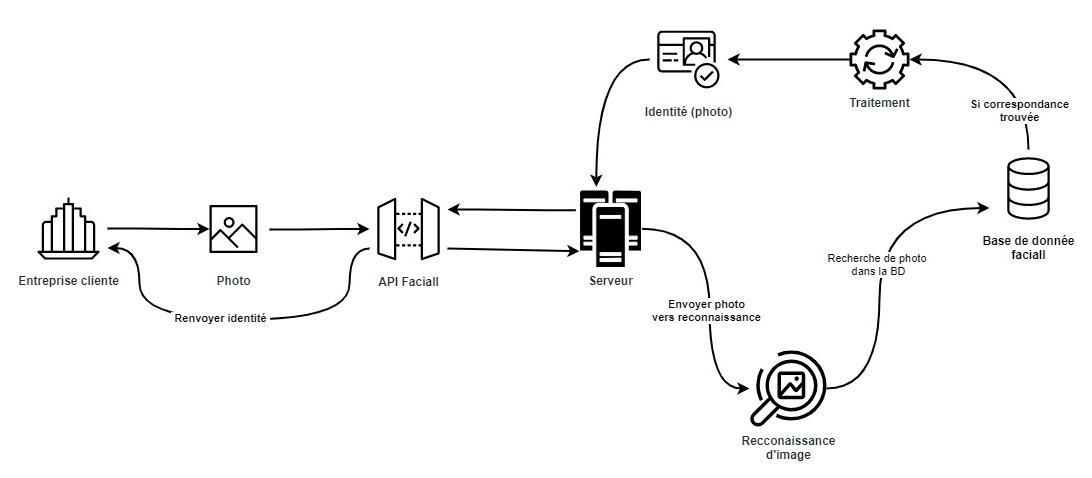 Identité (photo)
Traitement
Si correspondance
trouvée
Entreprise cliente
Photo
API Faciall
Serveur
Base de donnée
faciall
Renvoyer identité
Envoyer photo
vers reconnaissance
Recherche de photo
dans la BD
Recconaissance
d'image